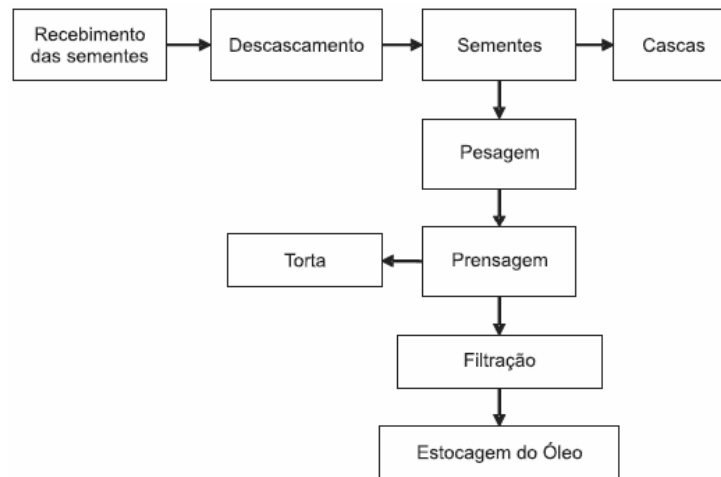 Recebimento
das sementes
Descascamento
Sementes
Cascas
Pesagem
Torta
Prensagem
Filtração
Estocagem do Óleo